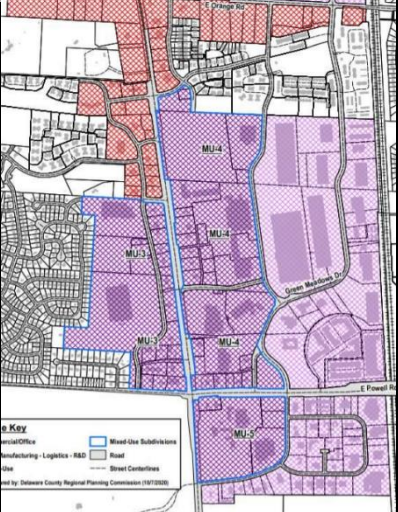 E Orange Rd
MU-4
MU-4
MU-3
Green Meadows Dr
MU-3
MU-4
E Powell Rd
MU-5
e Key
ercial/Office
Manufacturing - Logistics - R&D
-Use
Mixed-Use Subdivisions
Road
Street Centerlines
red by: Delaware County Regional Planning Commission (10/7/2020)